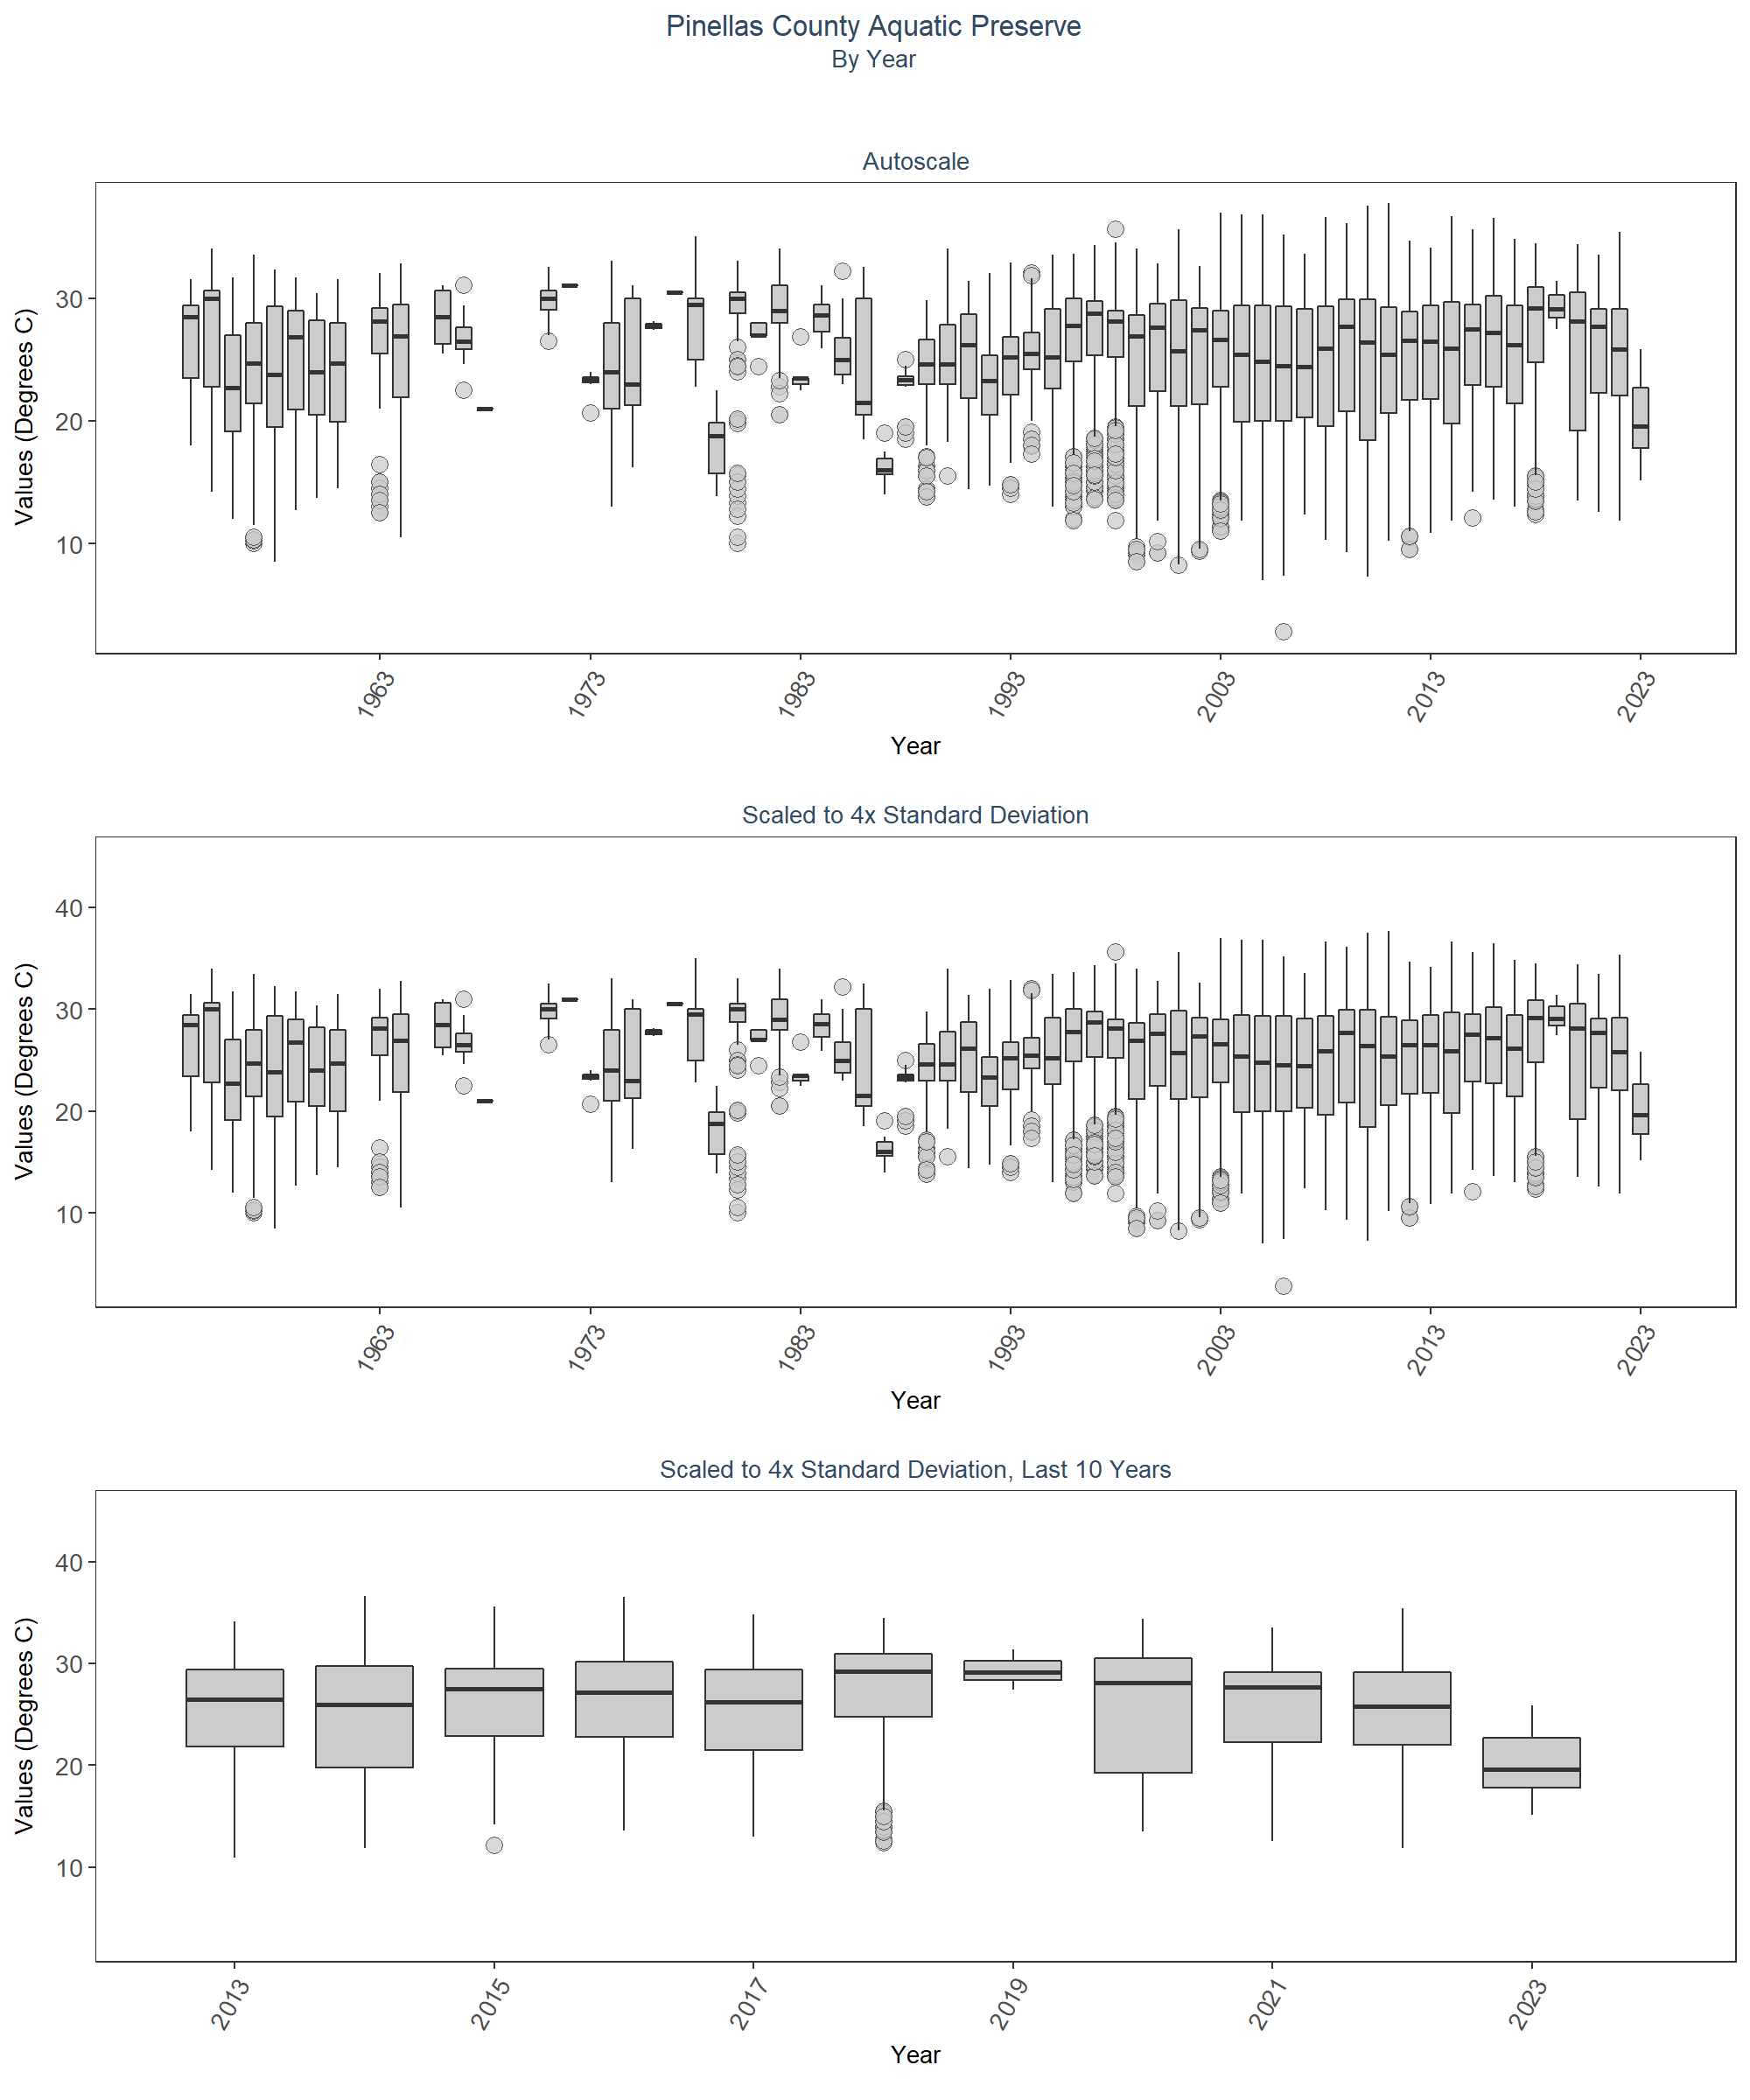 Pinellas County Aquatic Preserve
By Year
Autoscale
Values (Degrees C)
30
20
10
1963
1973
1983
1993
2003
2013
2023
Year
Scaled to 4x Standard Deviation
Values (Degrees C)
40
30
20
10
1963
1973
1983
1993
2003
2013
2023
Year
Scaled to 4x Standard Deviation, Last 10 Years
Values (Degrees C)
40
30
20
10
2013
2015
2017
2019
2021
2023
Year